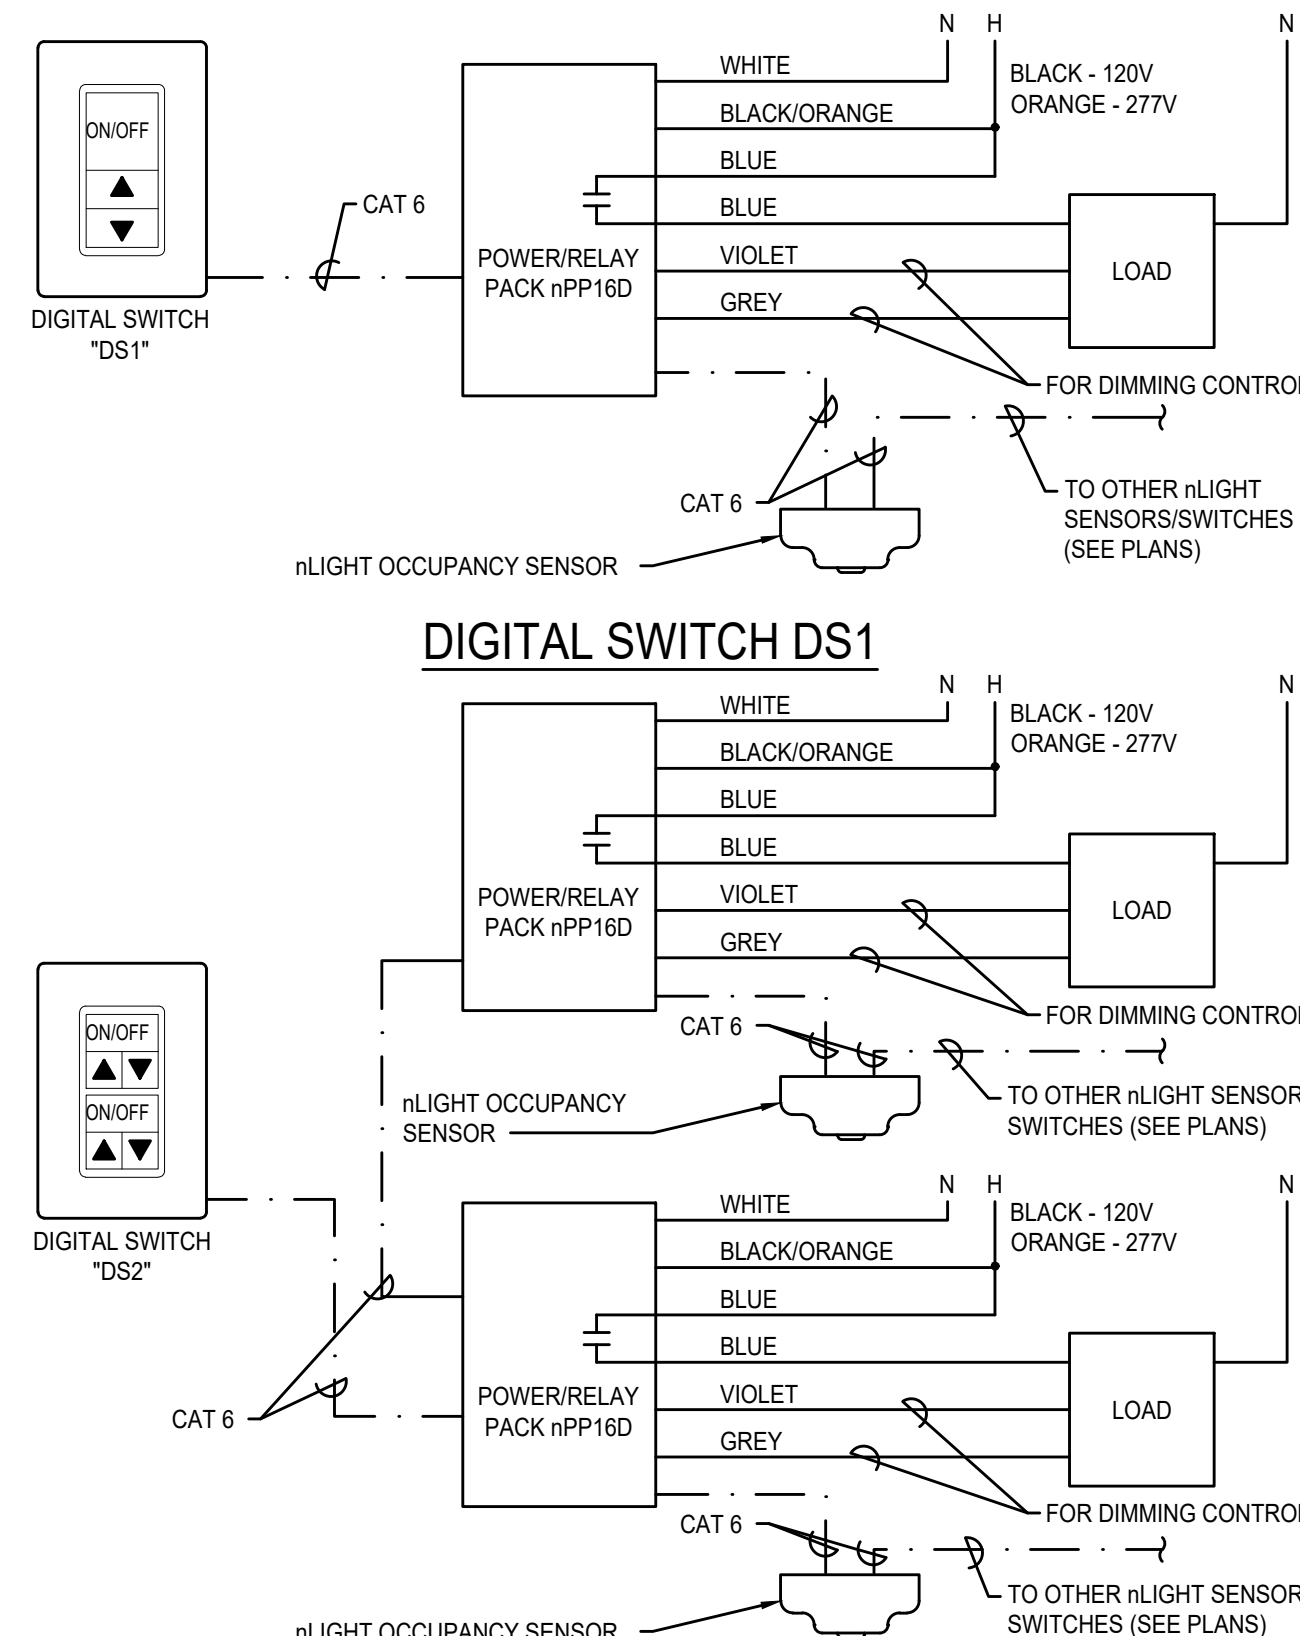 N H N
WHITE
BLACK - 120V
BLACK/ORANGE
ORANGE - 277V
ON/OFF
BLUE
CAT 6
BLUE
POWER/RELAY
PACK nPP16D
VIOLET
LOAD
GREY
DIGITAL SWITCH
"DS1"
FOR DIMMING CONTROL
CAT 6
TO OTHER nLIGHT
SENSORS/SWITCHES
(SEE PLANS)
nLIGHT OCCUPANCY SENSOR
DIGITAL SWITCH DS1
N H N
WHITE
BLACK - 120V
BLACK/ORANGE
ORANGE - 277V
BLUE
BLUE
POWER/RELAY
PACK nPP16D
VIOLET
LOAD
GREY
FOR DIMMING CONTROL
CAT 6
ON/OFF
ON/OFF
nLIGHT OCCUPANCY
SENSOR
TO OTHER nLIGHT SENSOR
SWITCHES (SEE PLANS)
DIGITAL SWITCH
"DS2"
N H N
WHITE
BLACK - 120V
BLACK/ORANGE
ORANGE - 277V
BLUE
BLUE
POWER/RELAY
PACK nPP16D
VIOLET
LOAD
GREY
CAT 6
FOR DIMMING CONTROL
CAT 6
TO OTHER nLIGHT SENSOR
SWITCHES (SEE PLANS)
nLIGHT OCCUPANCY SENSOR